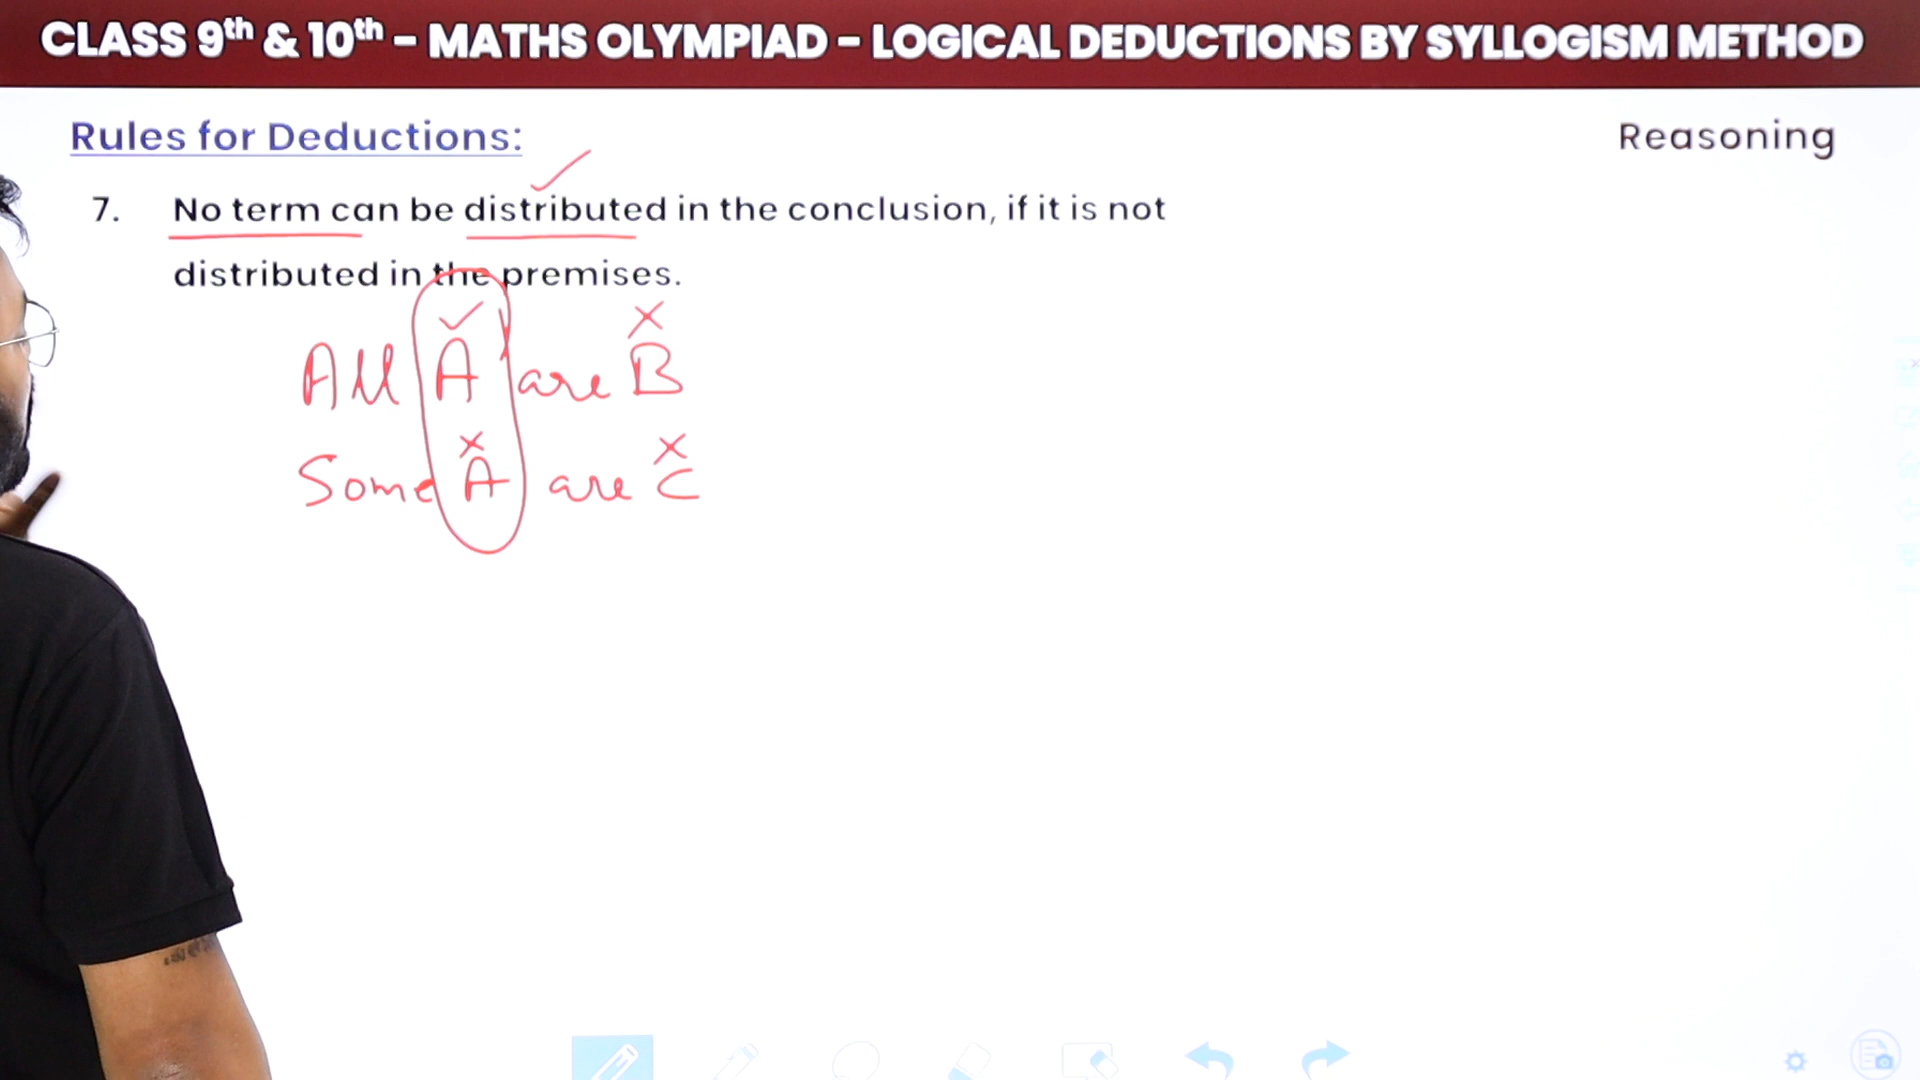 CLASS 9th & 10th – MATHS OLYMPIAD – LOGICAL DEDUCTIONS BY SYLLOGISM METHOD
Rules for Deductions:
Reasoning
7. No term can be distributed in the conclusion, if it is not
distributed in the premises.
All A are B
Some A are C